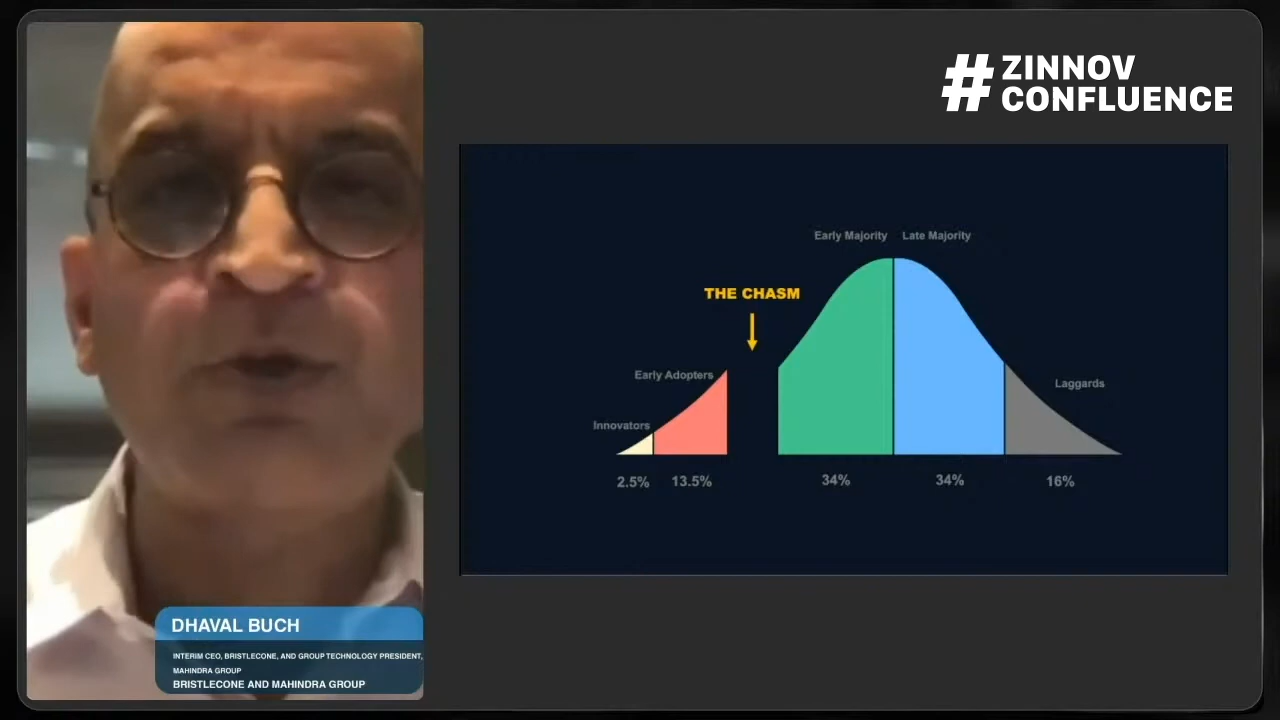 # ZINNOV
CONFLUENCE
Early Majority Late Majority
THE CHASM
Early Adopters
Laggards
Innovators
2.5% 13.5% 34% 34% 16%
DHAVAL BUCH
INTERIM CEO, BRISTLECONE, AND GROUP TECHNOLOGY PRESIDENT,
MAHINDRA GROUP
BRISTLECONE AND MAHINDRA GROUP